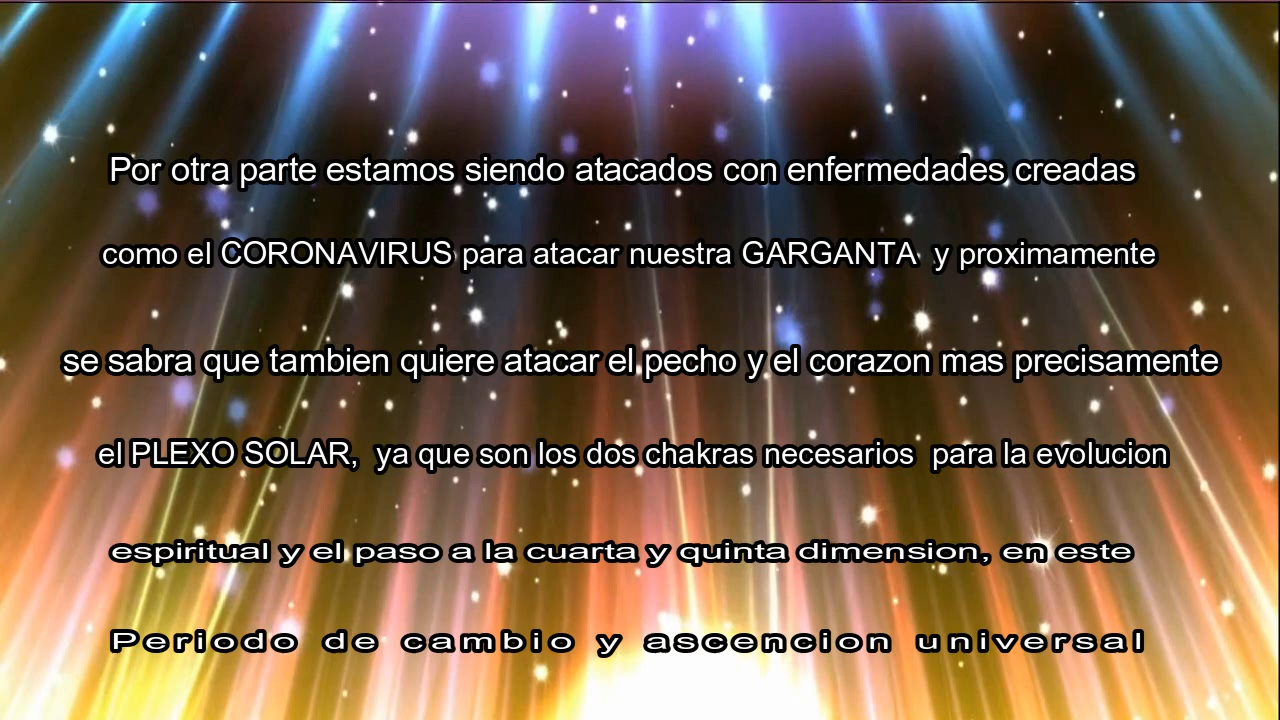 Por otra parte estamos siendo atacados con enfermedades creadas
como el CORONAVIRUS para atacar nuestra GARGANTA y proximamente
se sabra que tambien quiere atacar el pecho y el corazon mas precisamente
el PLEXO SOLAR, ya que son los dos chakras necesarios para la evolucion
espiritual y el paso a la cuarta y quinta dimension, en este
Periodo de cambio y ascencion universal